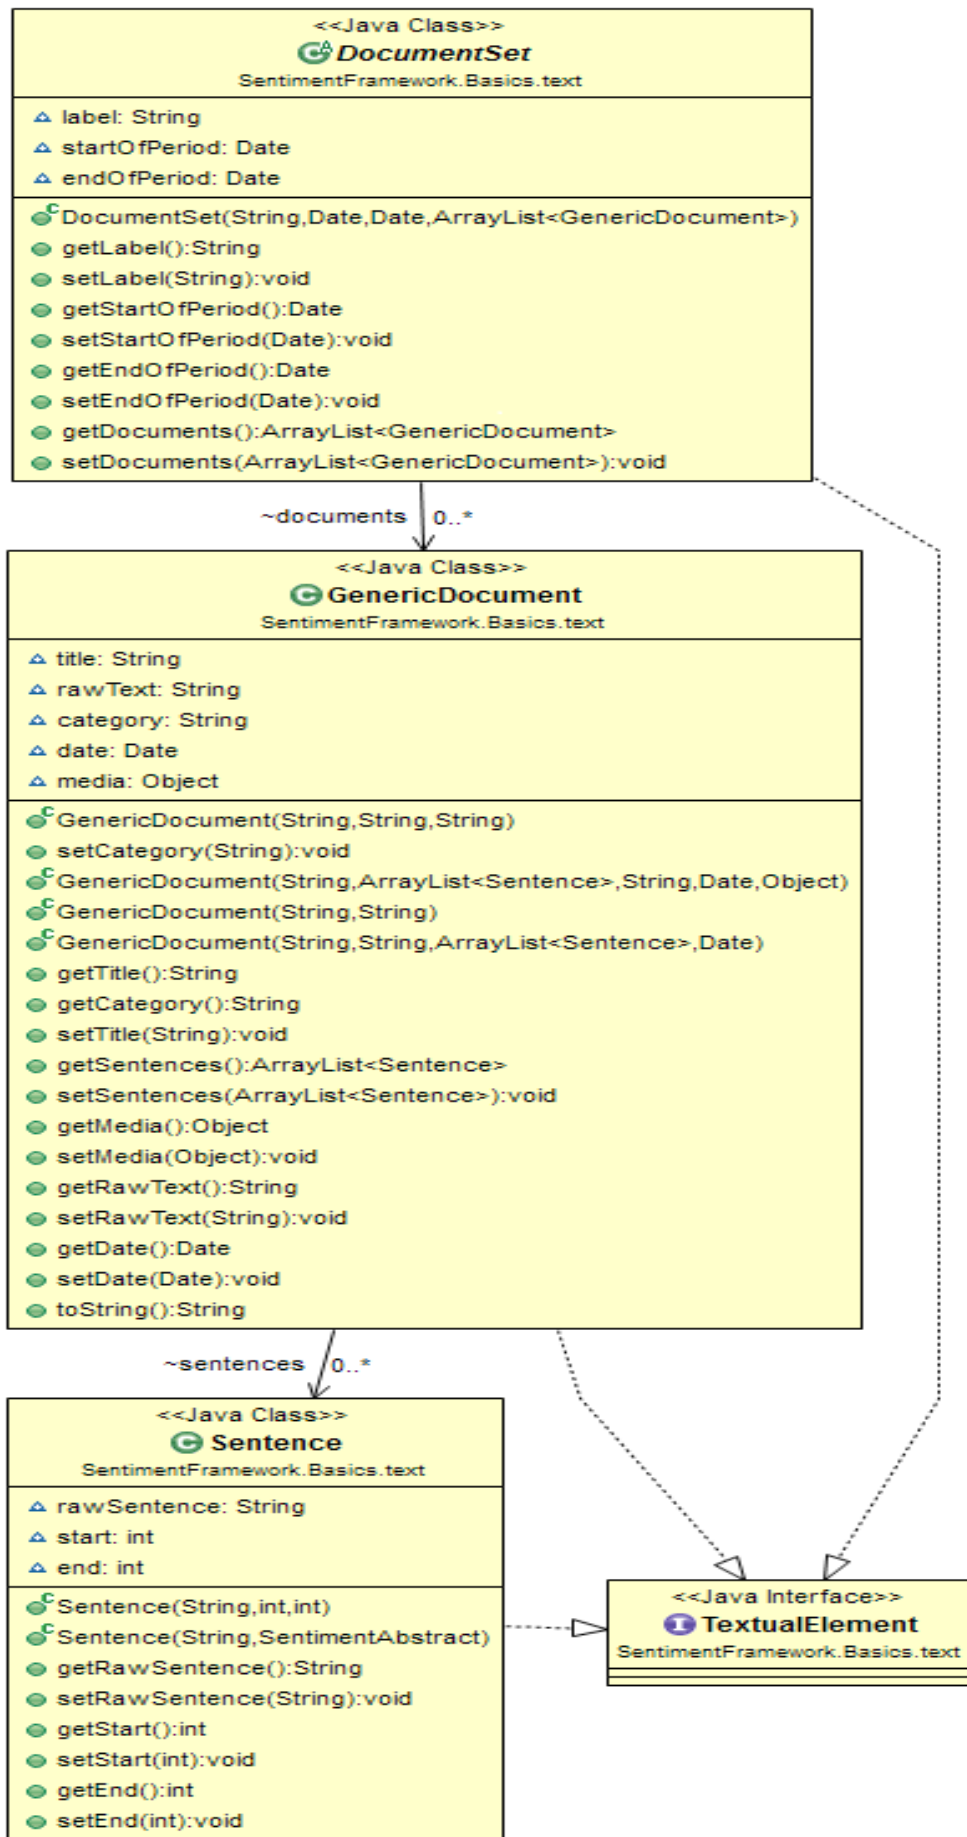 <<Java Class>>
DocumentSet
SentimentFramework.Basics.text
label: String
startOfPeriod: Date
endOfPeriod: Date
DocumentSet(String,Date,Date,ArrayList<GenericDocument>)
getLabel():String
setLabel(String):void
getStartOfPeriod():Date
setStartOfPeriod(Date):void
getEndOfPeriod():Date
setEndOfPeriod(Date):void
getDocuments():ArrayList<GenericDocument>
setDocuments(ArrayList<GenericDocument>):void
~documents 0..*
<<Java Class>>
GenericDocument
SentimentFramework.Basics.text
title: String
rawText: String
category: String
date: Date
media: Object
GenericDocument(String,String,String)
setCategory(String):void
GenericDocument(String,ArrayList<Sentence>,String,Date,Object)
GenericDocument(String,String)
GenericDocument(String,String,ArrayList<Sentence>,Date)
getTitle():String
getCategory():String
setTitle(String):void
getSentences():ArrayList<Sentence>
setSentences(ArrayList<Sentence>):void
getMedia():Object
setMedia(Object):void
getRawText():String
setRawText(String):void
getDate():Date
setDate(Date):void
toString():String
~sentences 0..*
<<Java Class>>
Sentence
SentimentFramework.Basics.text
rawSentence: String
start: int
end: int
Sentence(String,int,int)
Sentence(String,SentimentAbstract)
getRawSentence():String
setRawSentence(String):void
getStart():int
setStart(int):void
getEnd():int
setEnd(int):void
<<Java Interface>>
TextualElement
SentimentFramework.Basics.text